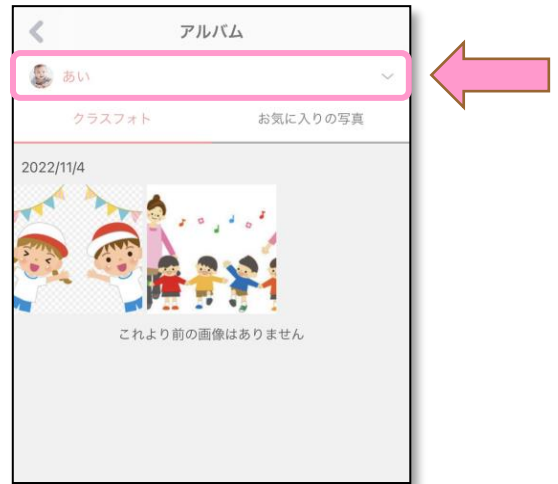 アルバム
あい
クラスフォト
お気に入りの写真
2022/11/4
これより前の画像はありません